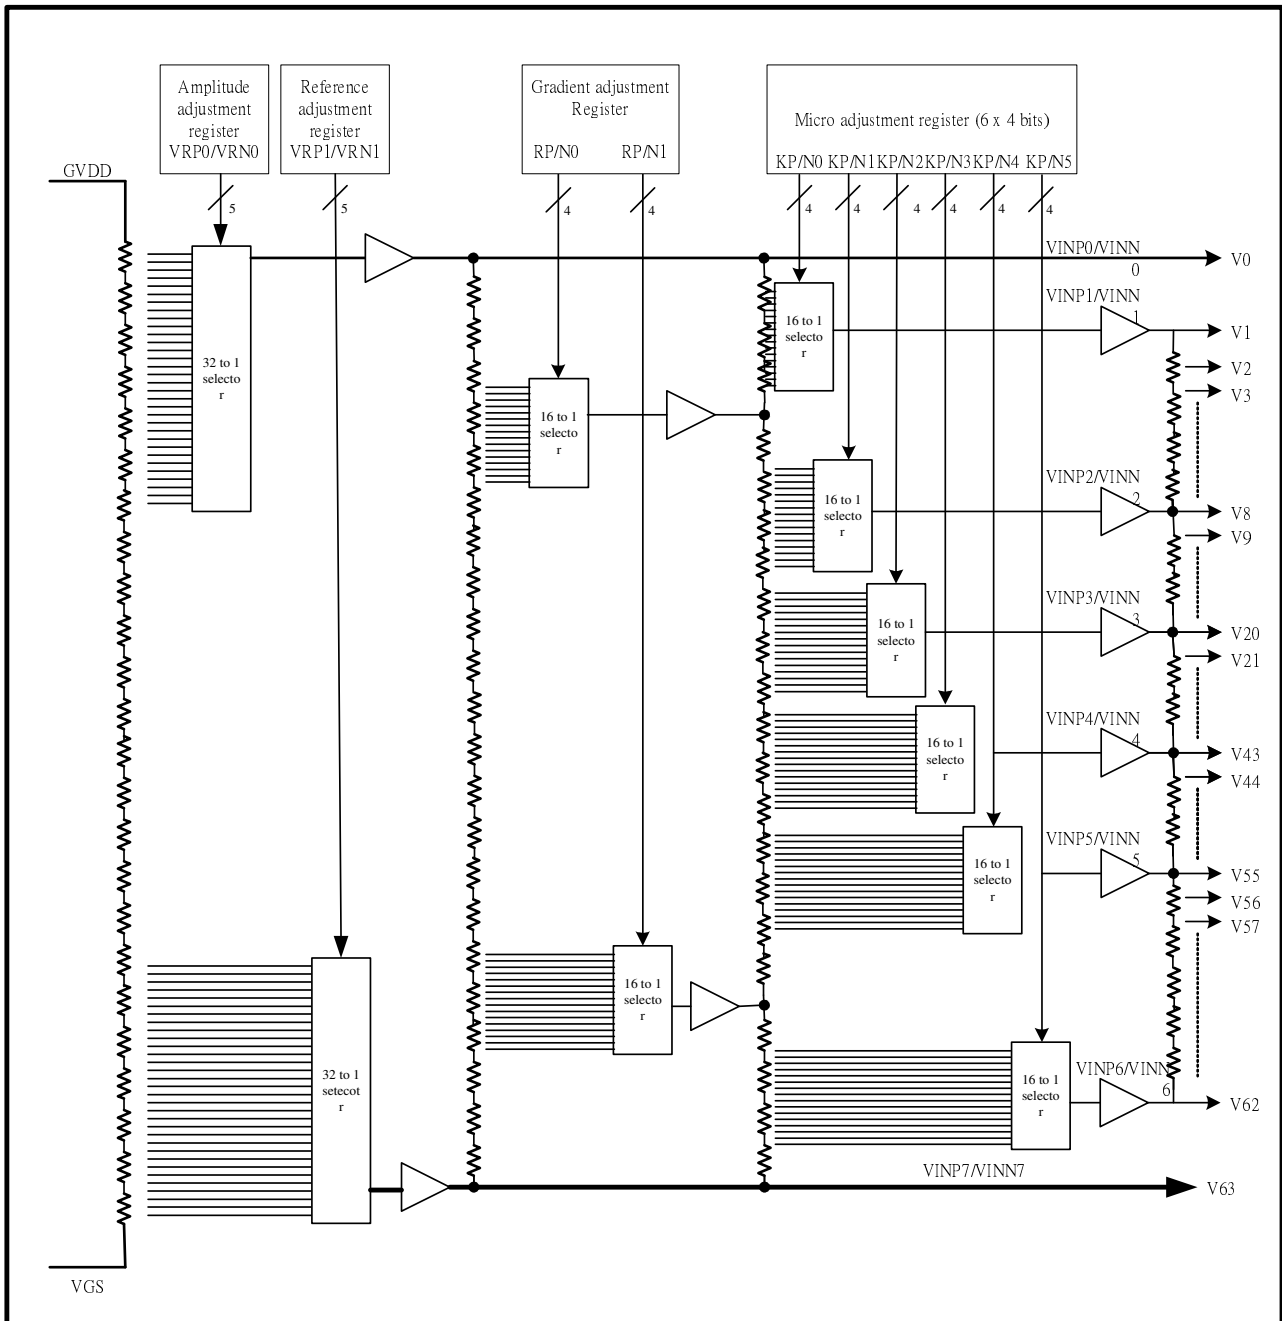 Amplitude
adjustment
register
VRP0/VRN0
Reference
adjustment
register
VRP1/VRN1
Gradient adjustment
Register
RP/N0 RP/N1
Micro adjustment register (6 x 4 bits)
KP/N0 KP/N1 KP/N2 KP/N3 KP/N4 KP/N5
GVDD
5
5
4
4
4
4
4
4
4
4
VINP0/VINN
0
V0
VINP1/VINN
1
V1
16 to 1
selecto
r
32 to 1
selecto
r
V2
V3
16 to 1
selecto
r
VINP2/VINN
2
V8
16 to 1
selecto
r
V9
VINP3/VINN
3
V20
16 to 1
selecto
r
V21
VINP4/VINN
4
V43
16 to 1
selecto
r
V44
VINP5/VINN
5
V55
16 to 1
selecto
r
V56
V57
16 to 1
selecto
r
32 to 1
setecot
r
VINP6/VINN
6
V62
16 to 1
selecto
r
VINP7/VINN7
V63
VGS